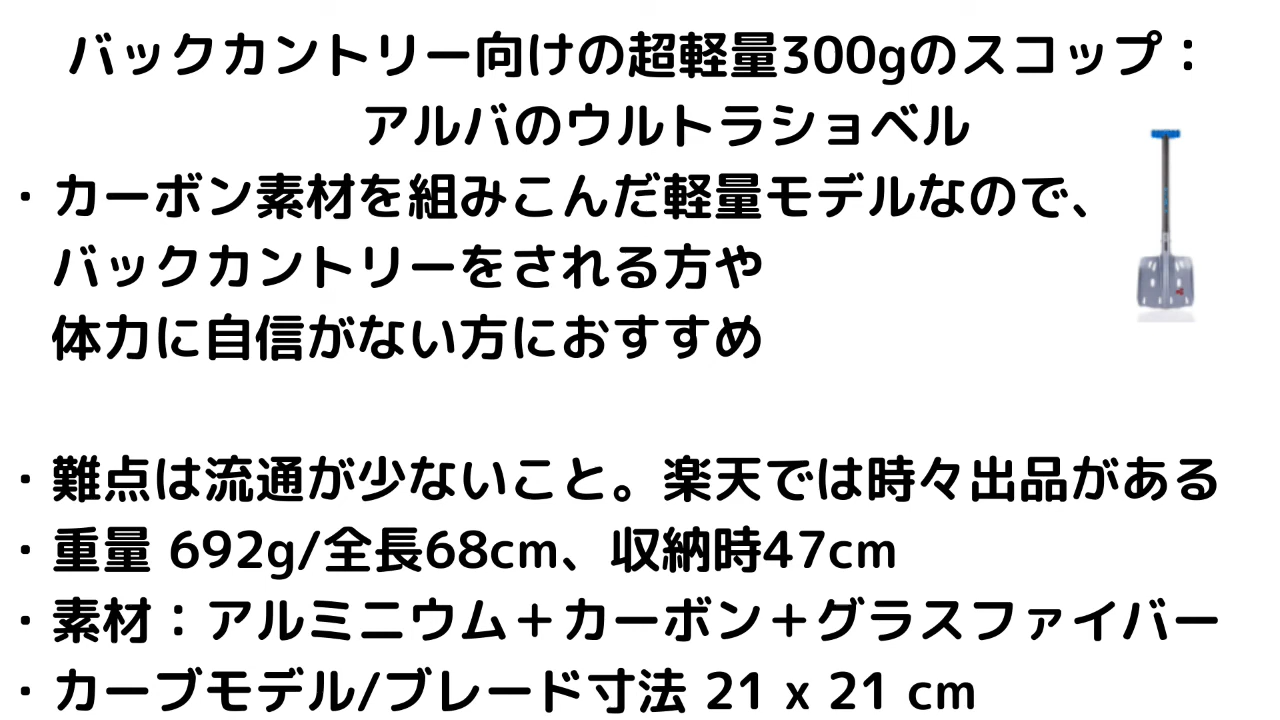 バックカントリー向けの超軽量300gのスコップ：
アルバのウルトラショベル
・カーボン素材を組みこんだ軽量モデルなので、
バックカントリーをされる方や
体力に自信がない方におすすめ
・難点は流通が少ないこと。楽天では時々出品がある
・重量 692g/全長68cm、収納時47cm
・素材：アルミニウム＋カーボン＋グラスファイバー
・カーブモデル/ブレード寸法 21 x 21 cm